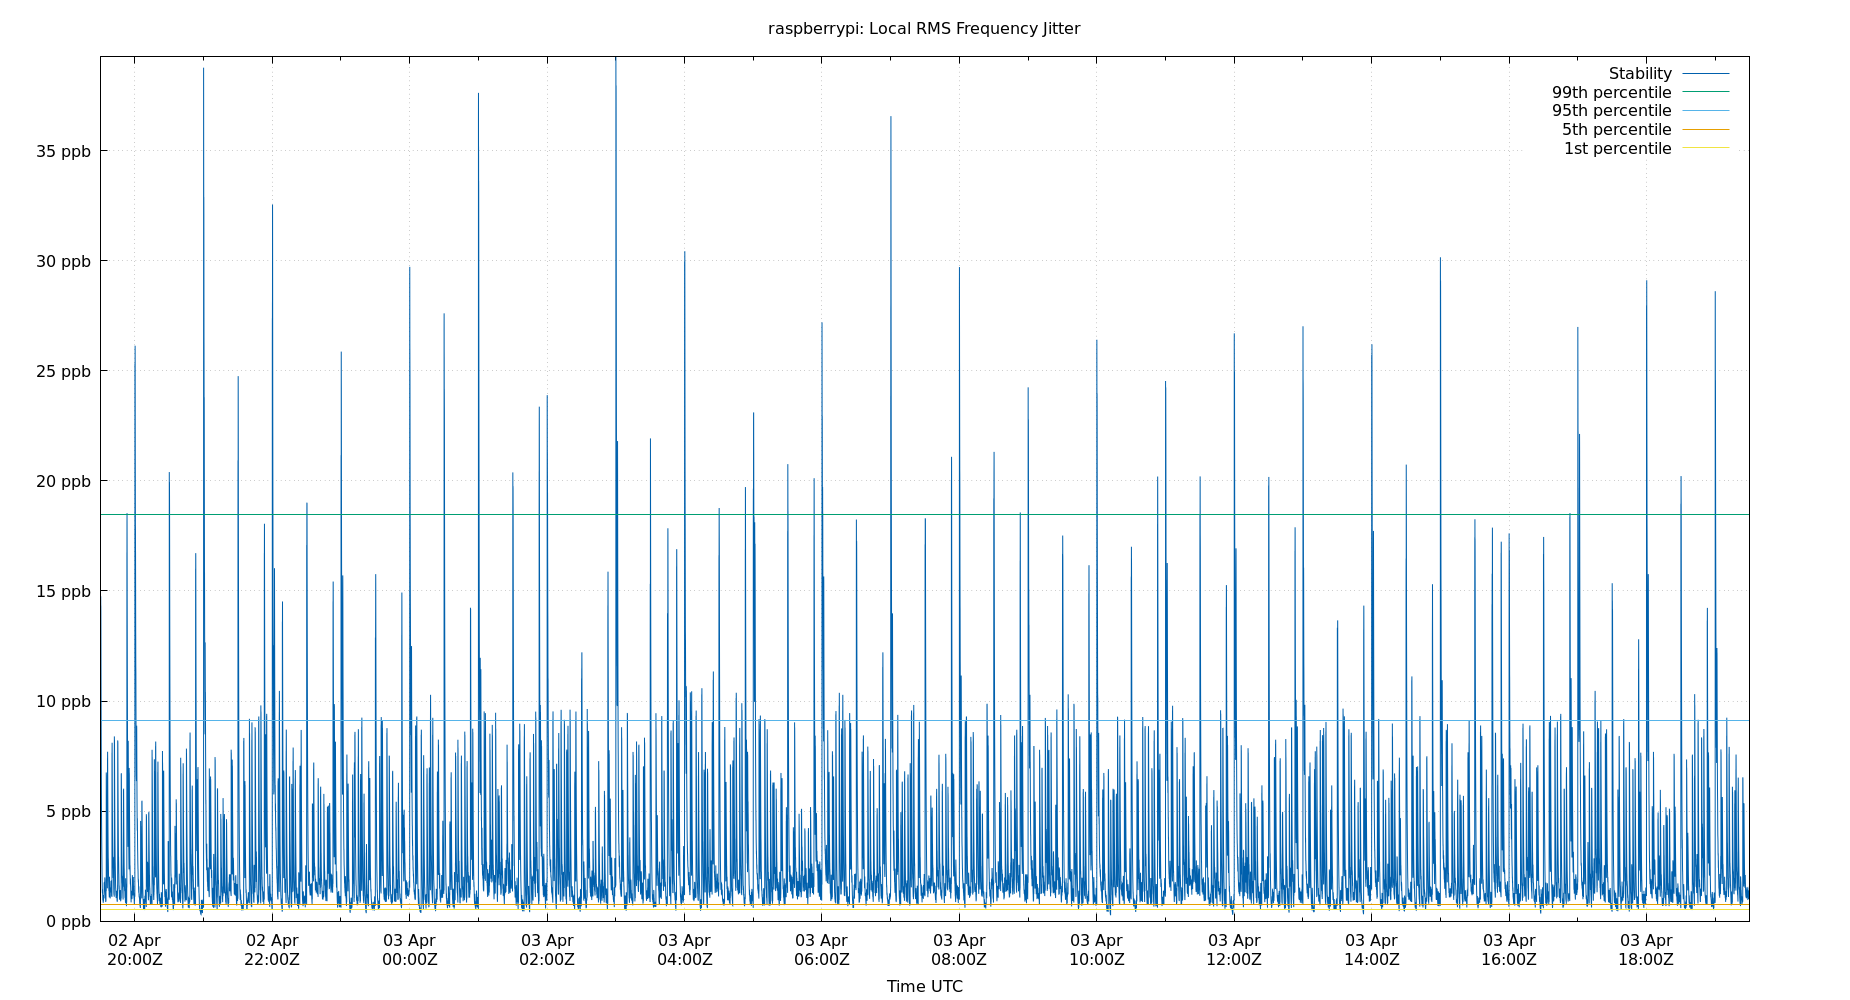 raspberrypi: Local RMS Frequency Jitter
Stability
99th percentile
95th percentile
5th percentile
1st percentile
35 ppb
30 ppb
25 ppb
20 ppb
15 ppb
10 ppb
5 ppb
0 ppb
02 Apr 02 Apr 03 Apr 03 Apr 03 Apr 03 Apr 03 Apr 03 Apr 03 Apr 03 Apr 03 Apr 03 Apr
20:00Z 22:00Z 00:00Z 02:00Z 04:00Z 06:00Z 08:00Z 10:00Z 12:00Z 14:00Z 16:00Z 18:00Z
Time UTC